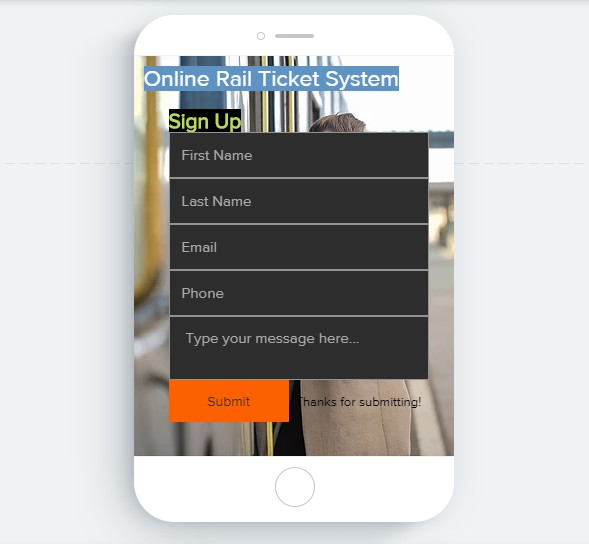 Online Rail Ticket System
Sign Up
First Name
Last Name
Email
Phone
Type your message here...
Submit
Thanks for submitting!